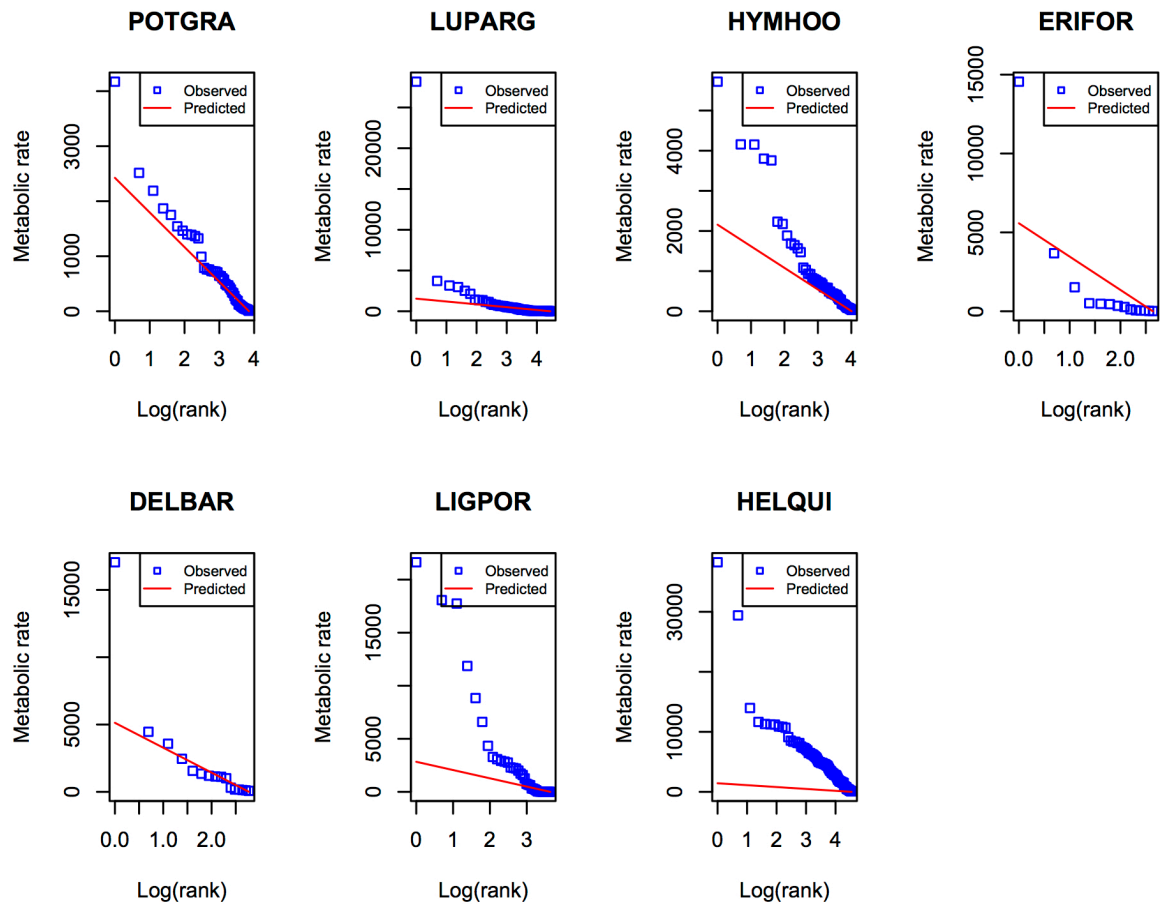 POTGRA
Metabolic rate
0 1000 3000
Observed
Predicted
0 1 2 3 4
Log(rank)
LUPARG
Metabolic rate
0 10000 20000
Observed
Predicted
0 1 2 3 4
Log(rank)
HYMHOO
Metabolic rate
0 2000 4000
Observed
Predicted
0 1 2 3 4
Log(rank)
ERIFOR
Metabolic rate
0 5000 10000 15000
Observed
Predicted
0.0 1.0 2.0
Log(rank)
DELBAR
Metabolic rate
0 5000 15000
Observed
Predicted
0.0 1.0 2.0
Log(rank)
LIGPOR
Metabolic rate
0 5000 15000
Observed
Predicted
0 1 2 3
Log(rank)
HELQUI
Metabolic rate
0 10000 30000
Observed
Predicted
0 1 2 3 4
Log(rank)